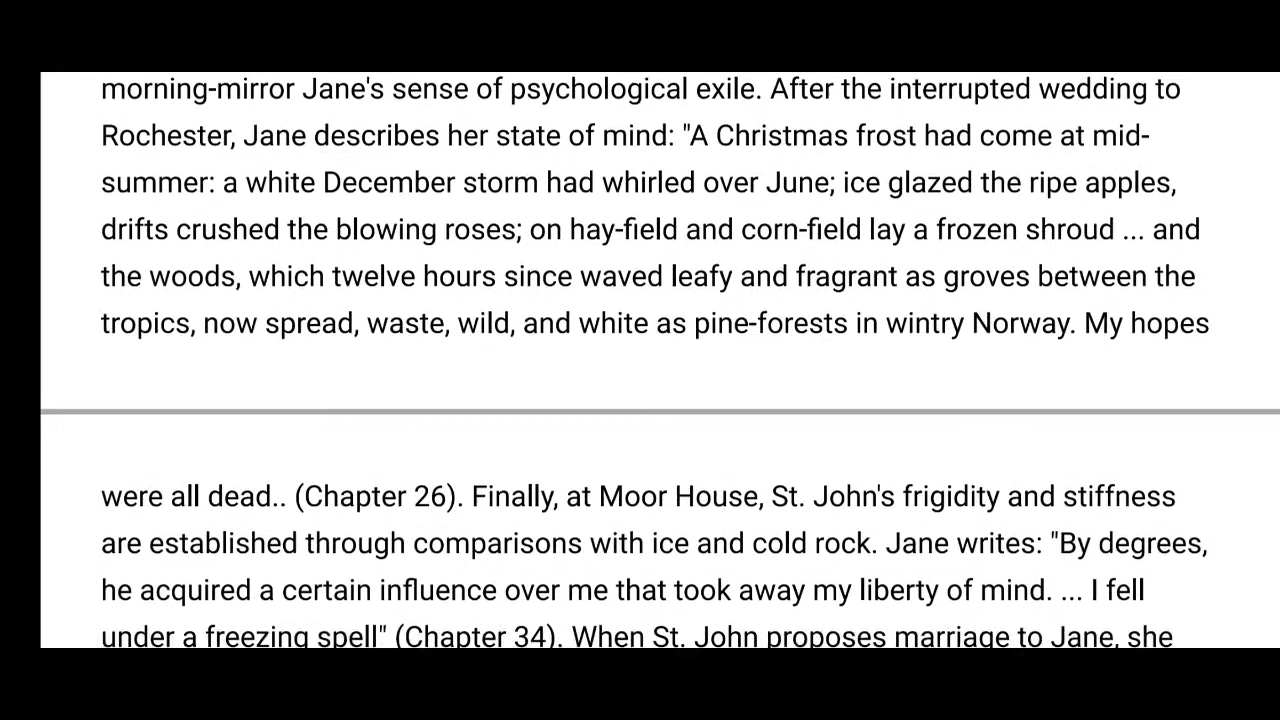 morning-mirror Jane's sense of psychological exile. After the interrupted wedding to
Rochester, Jane describes her state of mind: "A Christmas frost had come at mid-
summer: a white December storm had whirled over June; ice glazed the ripe apples,
drifts crushed the blowing roses; on hay-field and corn-field lay a frozen shroud ... and
the woods, which twelve hours since waved leafy and fragrant as groves between the
tropics, now spread, waste, wild, and white as pine-forests in wintry Norway. My hopes
were all dead.. (Chapter 26). Finally, at Moor House, St. John's frigidity and stiffness
are established through comparisons with ice and cold rock. Jane writes: "By degrees,
he acquired a certain influence over me that took away my liberty of mind. ... I fell
under a freezing spell" (Chapter 34). When St. John proposes marriage to Jane, she